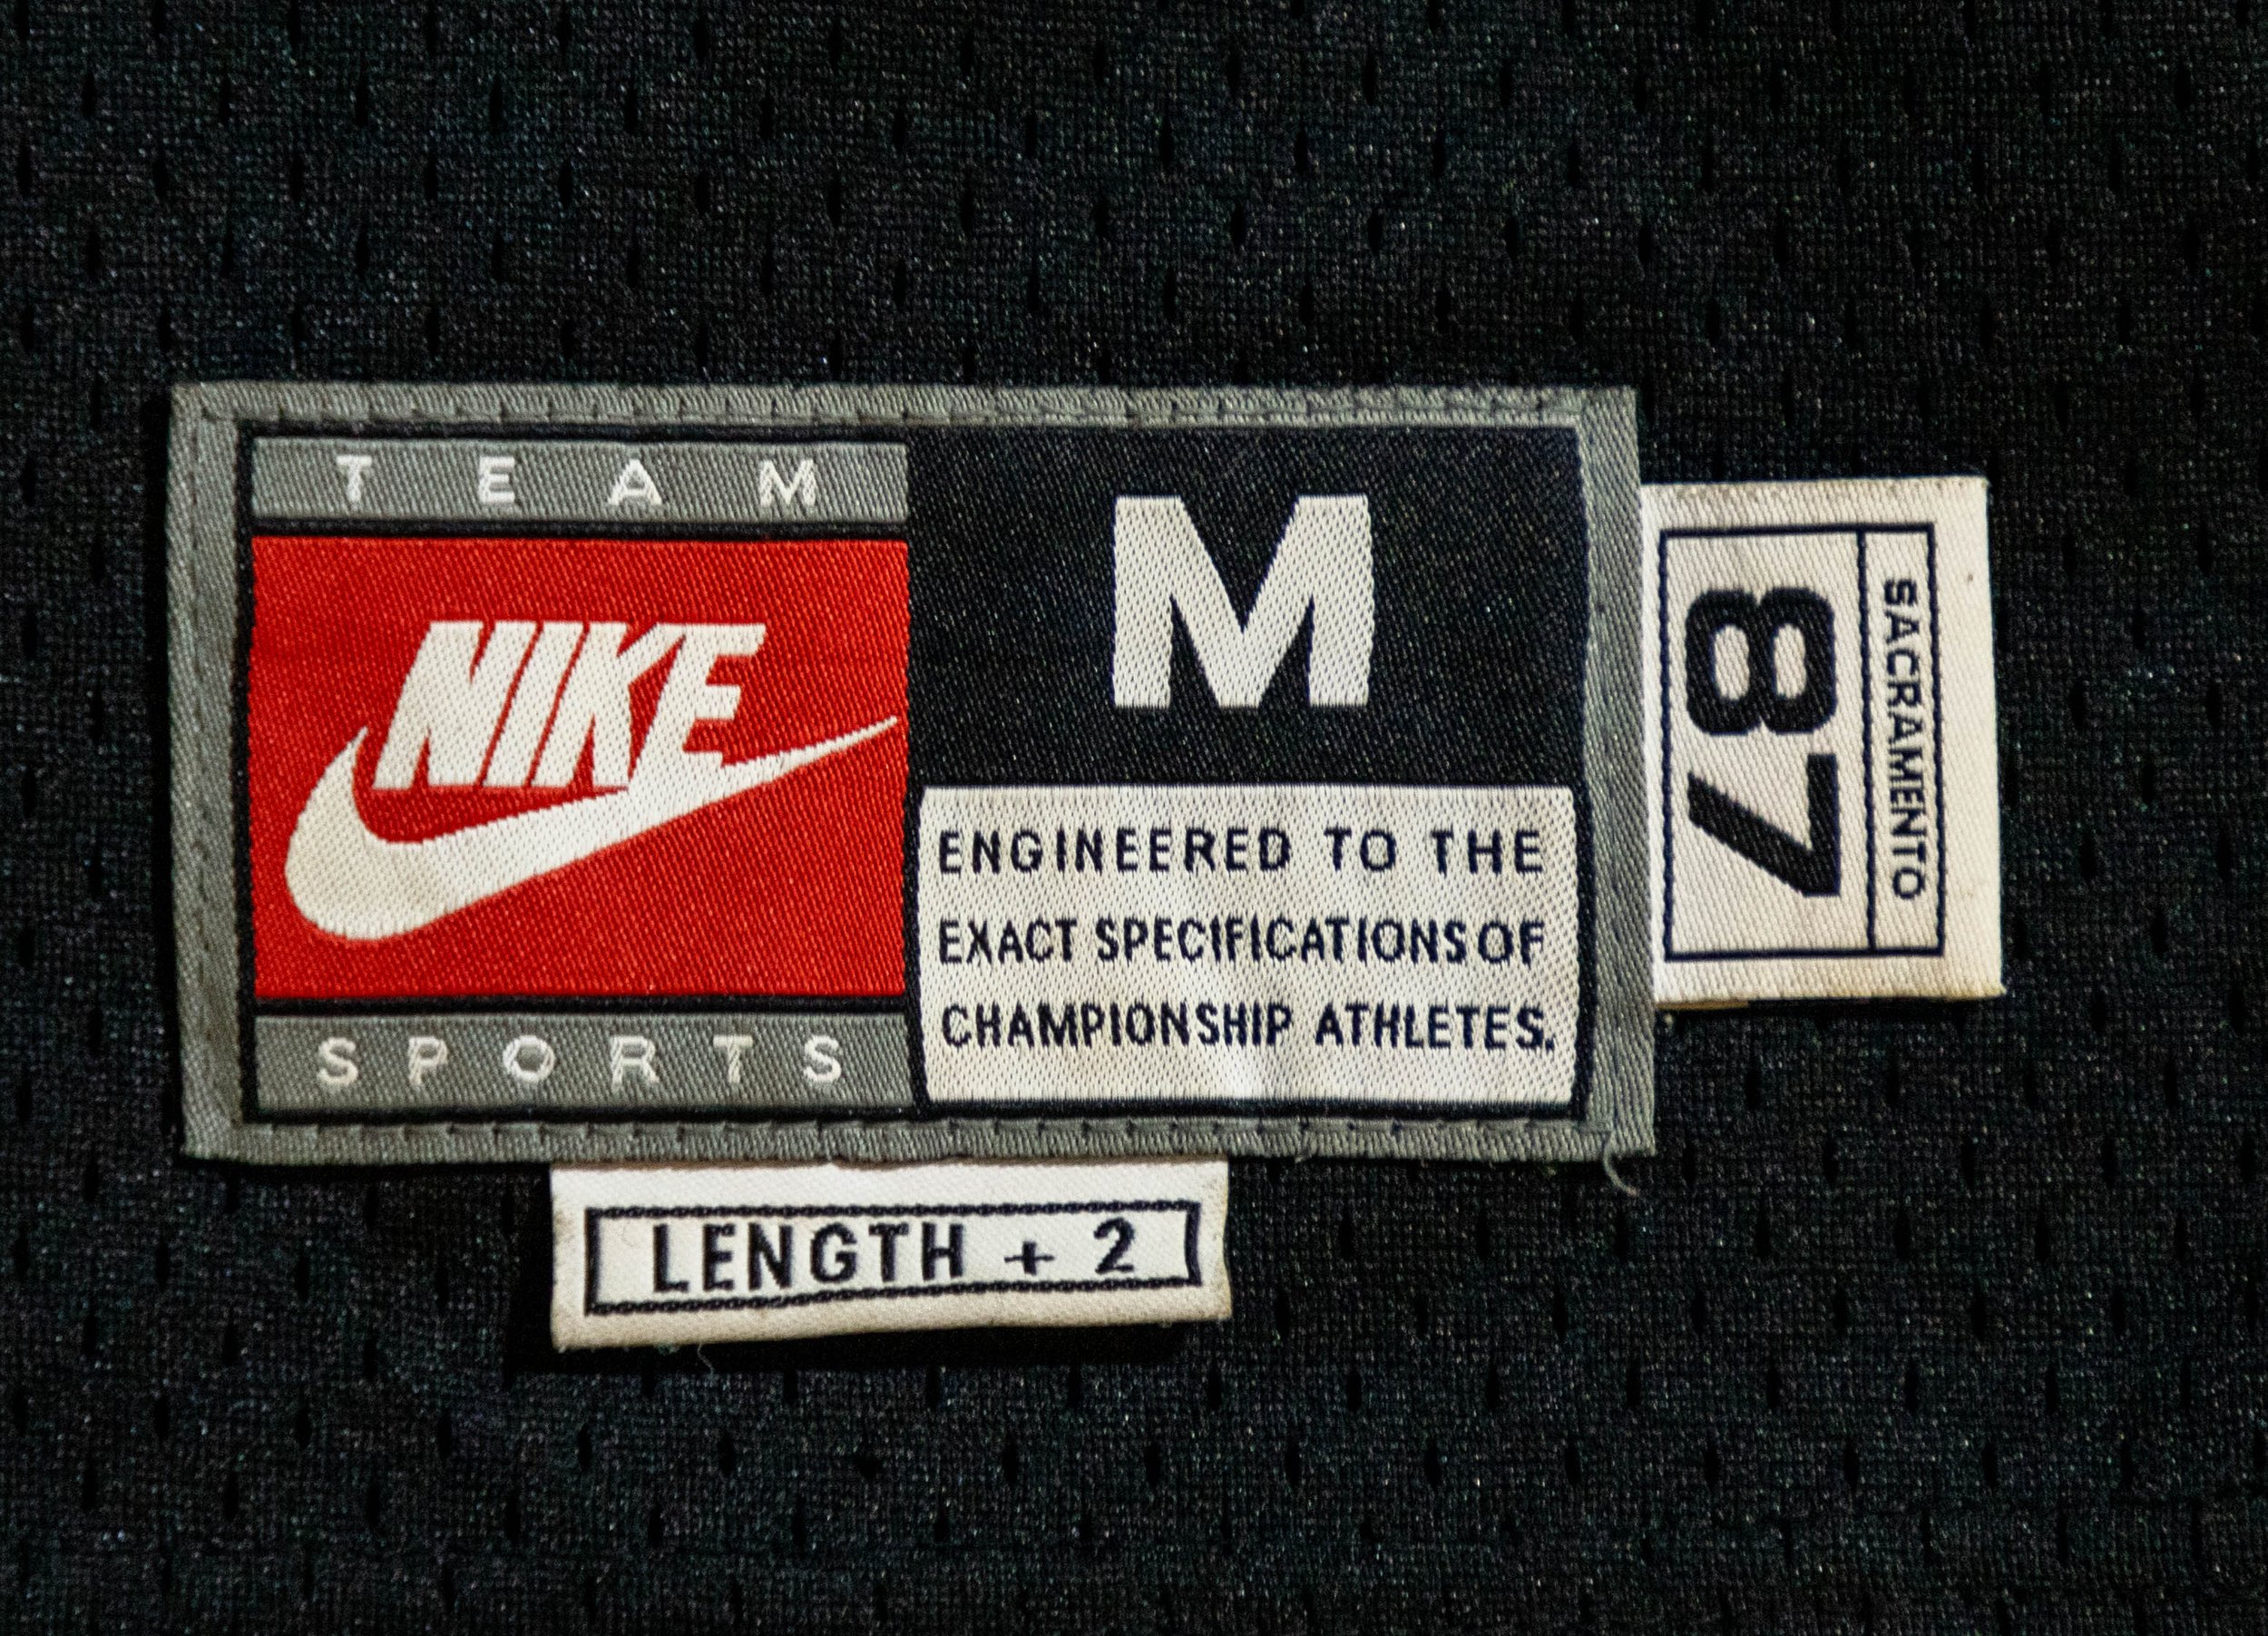 TEAM
NIKE
SPORTS
M
ENGINEERED TO THE
EXACT SPECIFICATIONS OF
CHAMPIONSHIP ATHLETES.
SACRAMENTO
87
LENGTH + 2